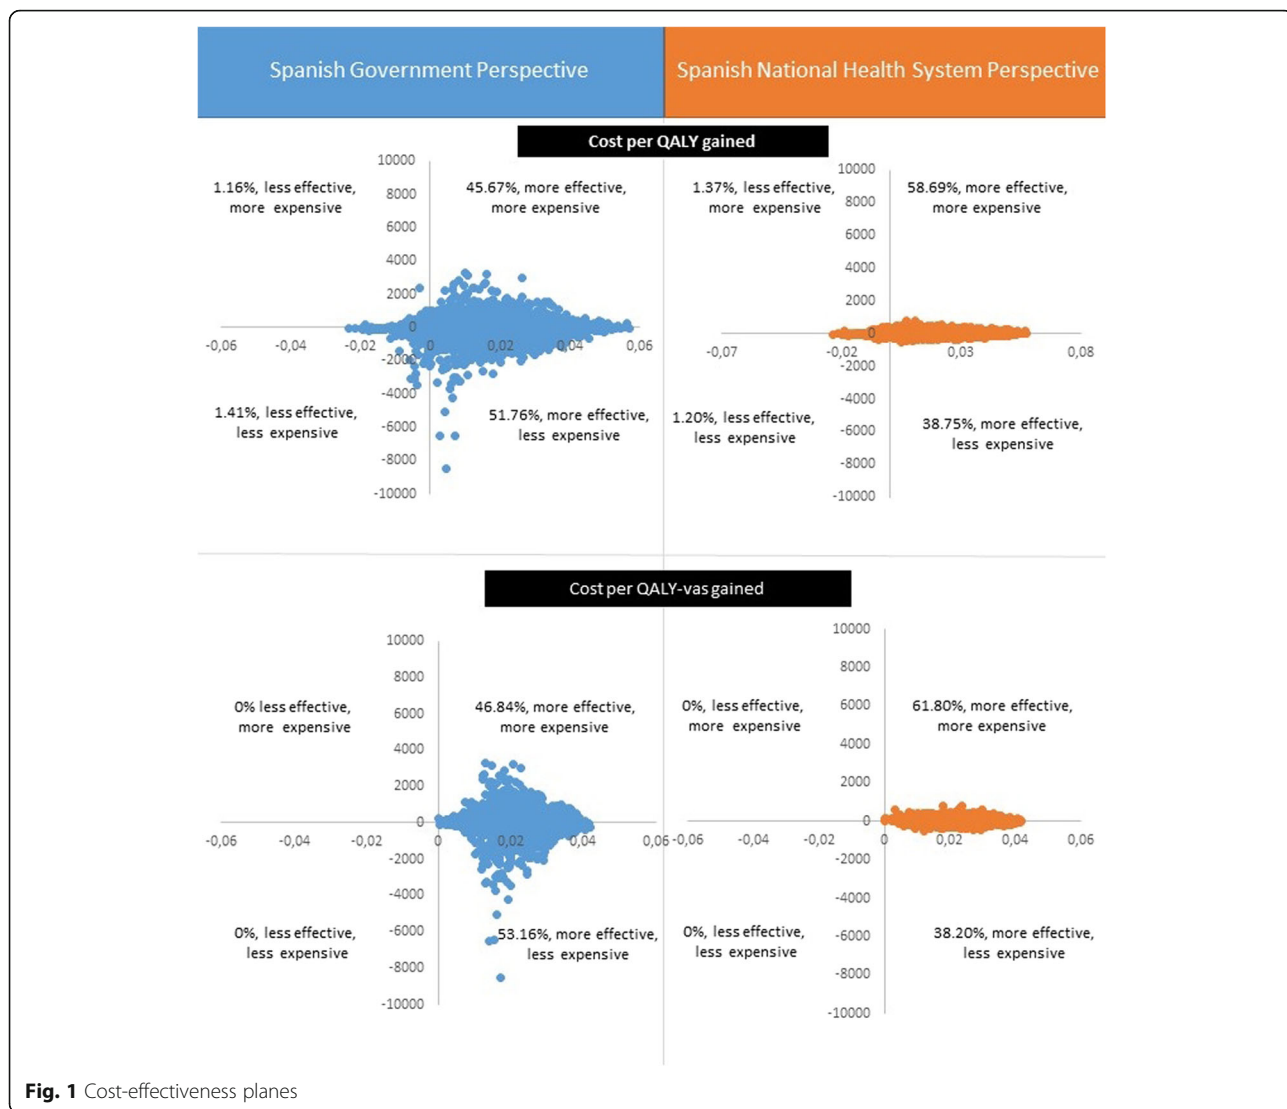 Spanish Government Perspective
Spanish National Health System Perspective
Cost per QALY gained
1.16%, less effective,
more expensive
45.67%, more effective,
more expensive
10000
8000
6000
4000
2000
0
-2000
-4000
-6000
-8000
-10000
-0,06
-0,04
-0,02
0
0,02
0,04
0,06
1.41%, less effective,
less expensive
51.76%, more effective,
less expensive
1.37%, less effective,
more expensive
58.69%, more effective,
more expensive
10000
8000
6000
4000
2000
0
-2000
-4000
-6000
-8000
-10000
-0,07
-0,02
0,03
0,08
1.20%, less effective,
less expensive
38.75%, more effective,
less expensive
Cost per QALY-vas gained
0% less effective,
more expensive
46.84%, more effective,
more expensive
10000
8000
6000
4000
2000
0
-2000
-4000
-6000
-8000
-10000
-0,06
-0,04
-0,02
0
0,02
0,04
0,06
0%, less effective,
less expensive
53.16%, more effective,
less expensive
0%, less effective,
more expensive
61.80%, more effective,
more expensive
10000
8000
6000
4000
2000
0
-2000
-4000
-6000
-8000
-10000
-0,06
-0,04
-0,02
0
0,02
0,04
0,06
0%, less effective,
less expensive
38.20%, more effective,
less expensive
Fig. 1 Cost-effectiveness planes